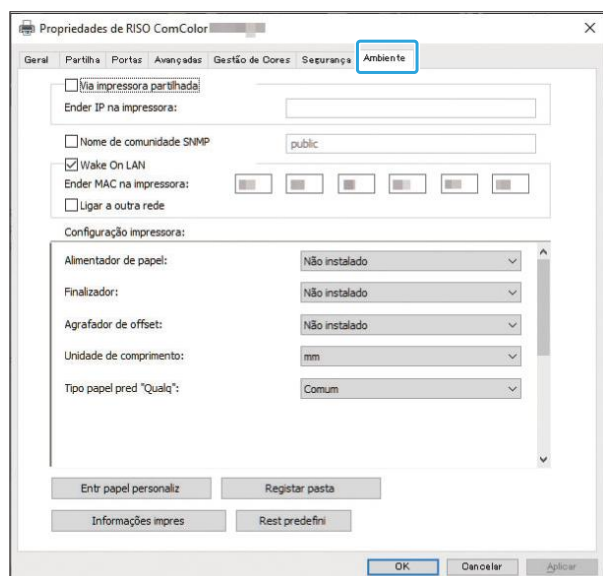 Propriedades de RISO ComColor
Geral Partilha Portas Avançadas Gestão de Cores Segurança Ambiente
Via impressora partilhada
Ender IP na impressora:
Nome de comunidade SNMP public
Wake On LAN
Ender MAC na impressora:
Ligar a outra rede
Configuração impressora:
Alimentador de papel: Não instalado
Finalizador: Não instalado
Agrafador de offset: Não instalado
Unidade de comprimento: mm
Tipo papel pred "Qualq": Comum
Entr papel personaliz Registar pasta
Informações impres Rest predefini
OK Cancelar Aplicar